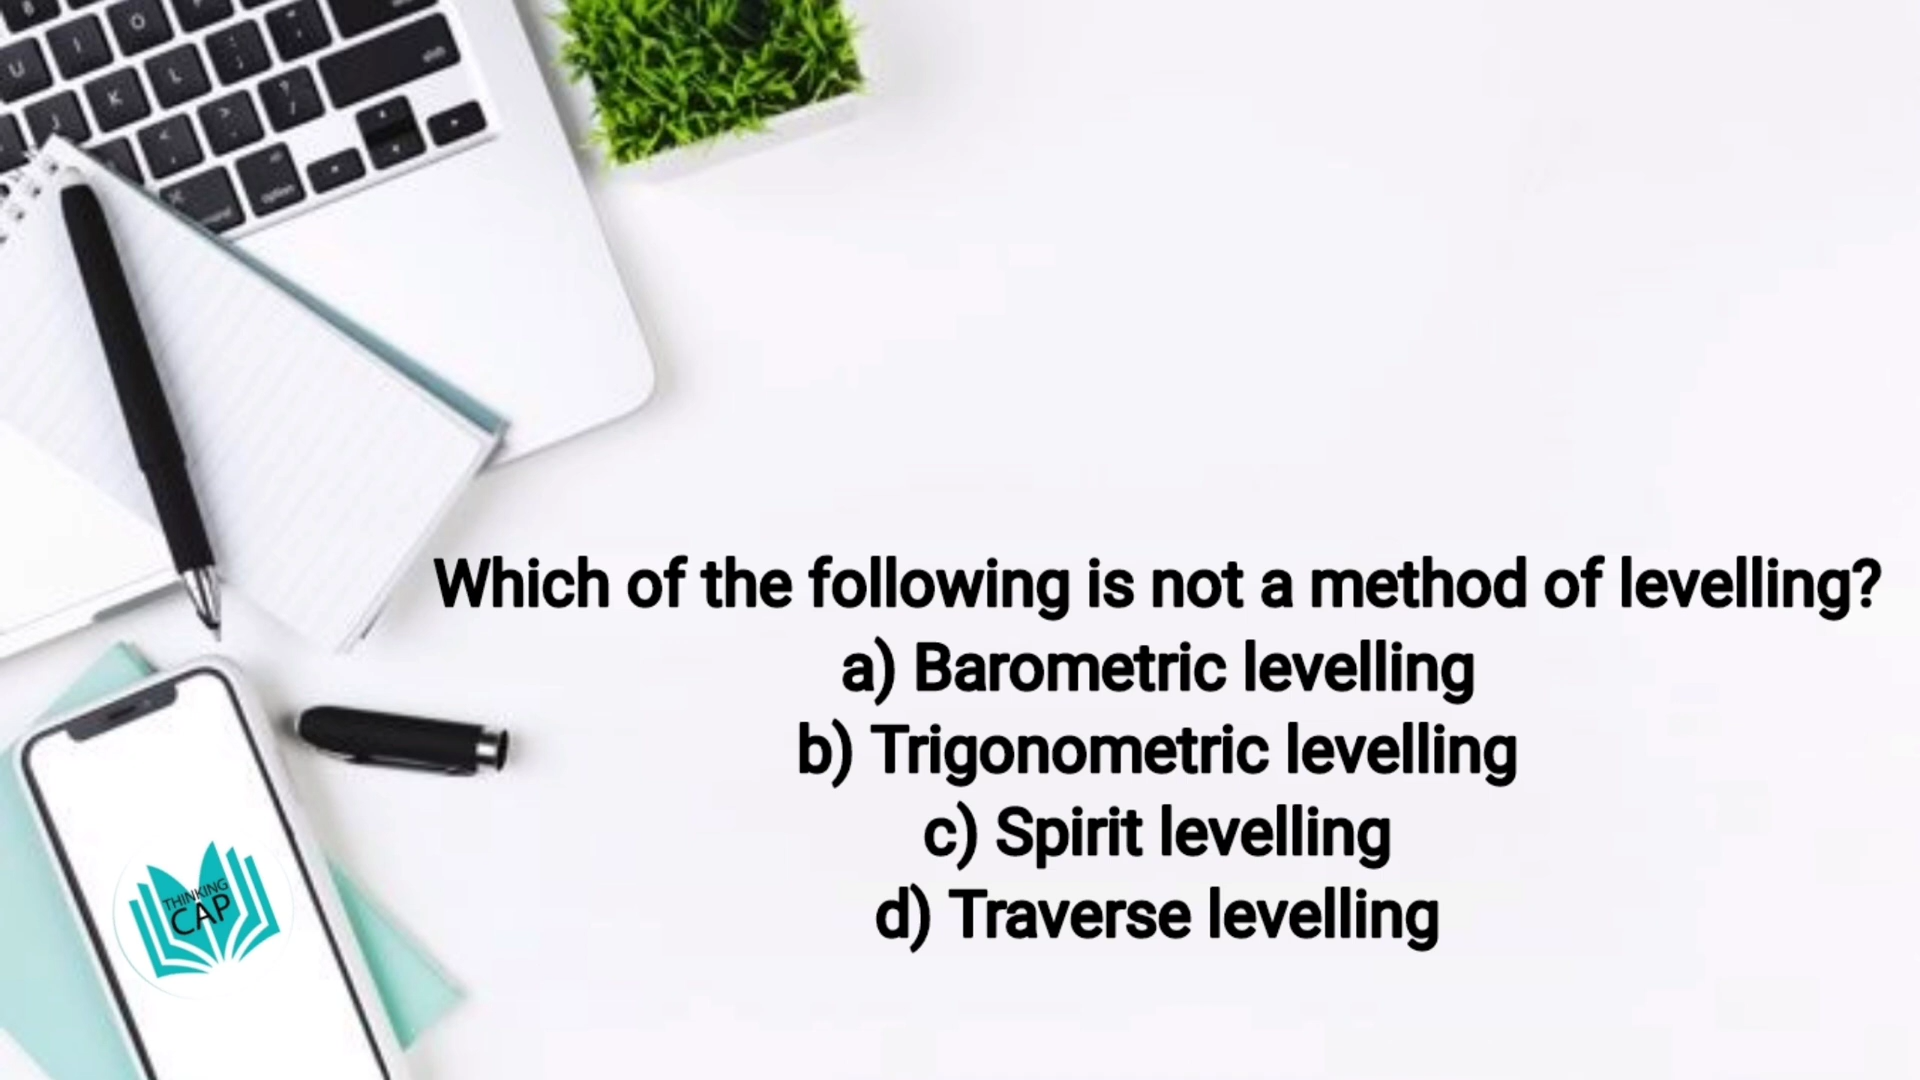 Which of the following is not a method of levelling?
a) Barometric levelling
b) Trigonometric levelling
c) Spirit levelling
d) Traverse levelling
THINKING
CAP